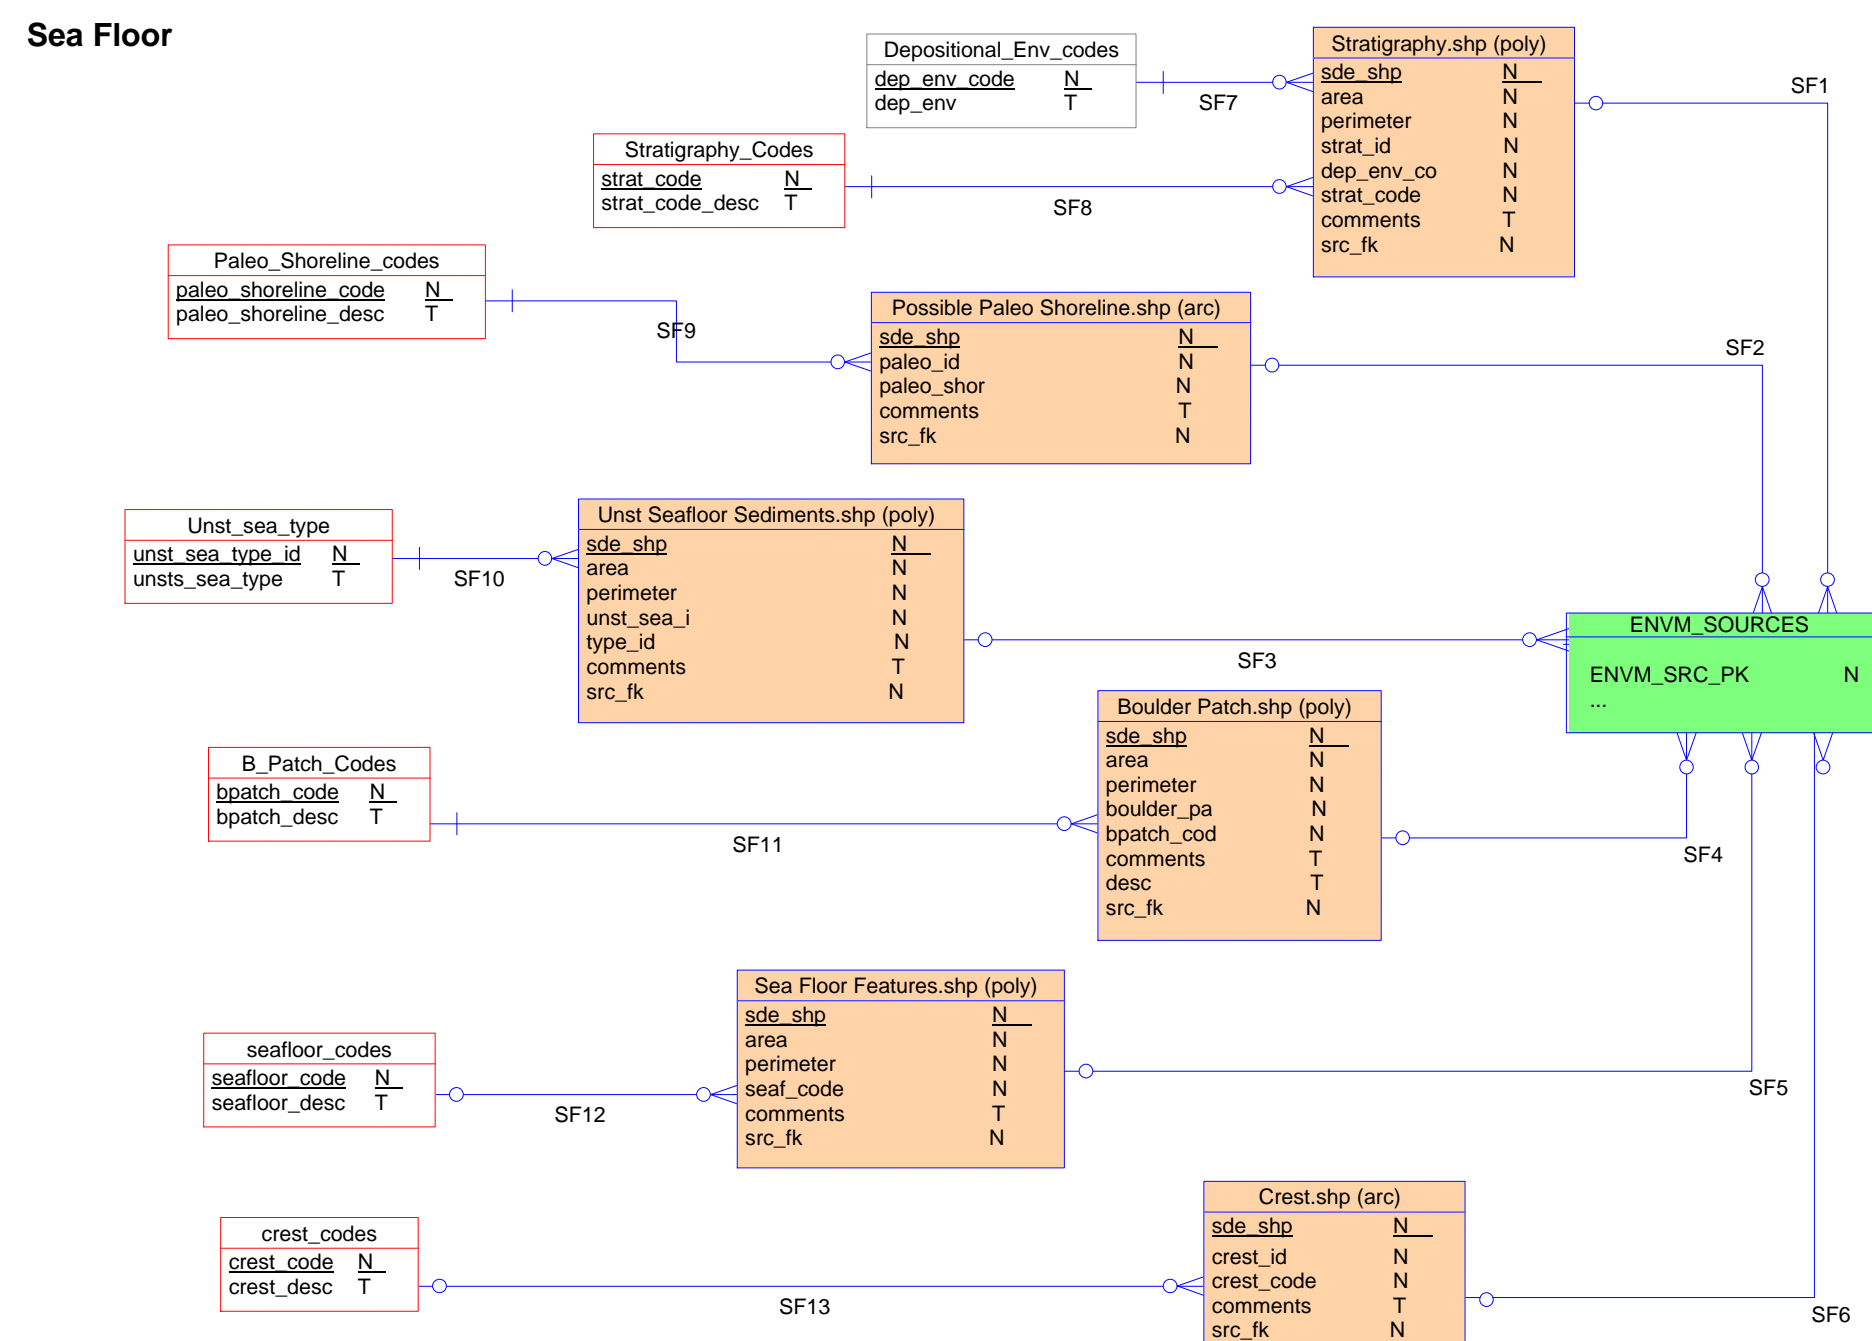 Sea Floor
Depositional_Env_codes
dep_env_code N
dep_env T
SF7
Stratigraphy.shp (poly)
sde_shp N
area N
perimeter N
strat_id N
dep_env_co N
strat_code N
comments T
src_fk N
SF1
Stratigraphy_Codes
strat_code N
strat_code_desc T
SF8
Paleo_Shoreline_codes
paleo_shoreline_code N
paleo_shoreline_desc T
SF9
Possible Paleo Shoreline.shp (arc)
sde_shp N
paleo_id N
paleo_shor N
comments T
src_fk N
SF2
Unst_sea_type
unst_sea_type_id N
unsts_sea_type T
SF10
Unst Seafloor Sediments.shp (poly)
sde_shp N
area N
perimeter N
unst_sea_i N
type_id N
comments T
src_fk N
SF3
ENVM_SOURCES
ENVM_SRC_PK N
...
B_Patch_Codes
bpatch_code N
bpatch_desc T
SF11
Boulder Patch.shp (poly)
sde_shp N
area N
perimeter N
boulder_pa N
bpatch_cod N
comments T
desc T
src_fk N
SF4
seafloor_codes
seafloor_code N
seafloor_desc T
SF12
Sea Floor Features.shp (poly)
sde_shp N
area N
perimeter N
seaf_code N
comments T
src_fk N
SF5
crest_codes
crest_code N
crest_desc T
SF13
Crest.shp (arc)
sde_shp N
crest_id N
crest_code N
comments T
src_fk N
SF6